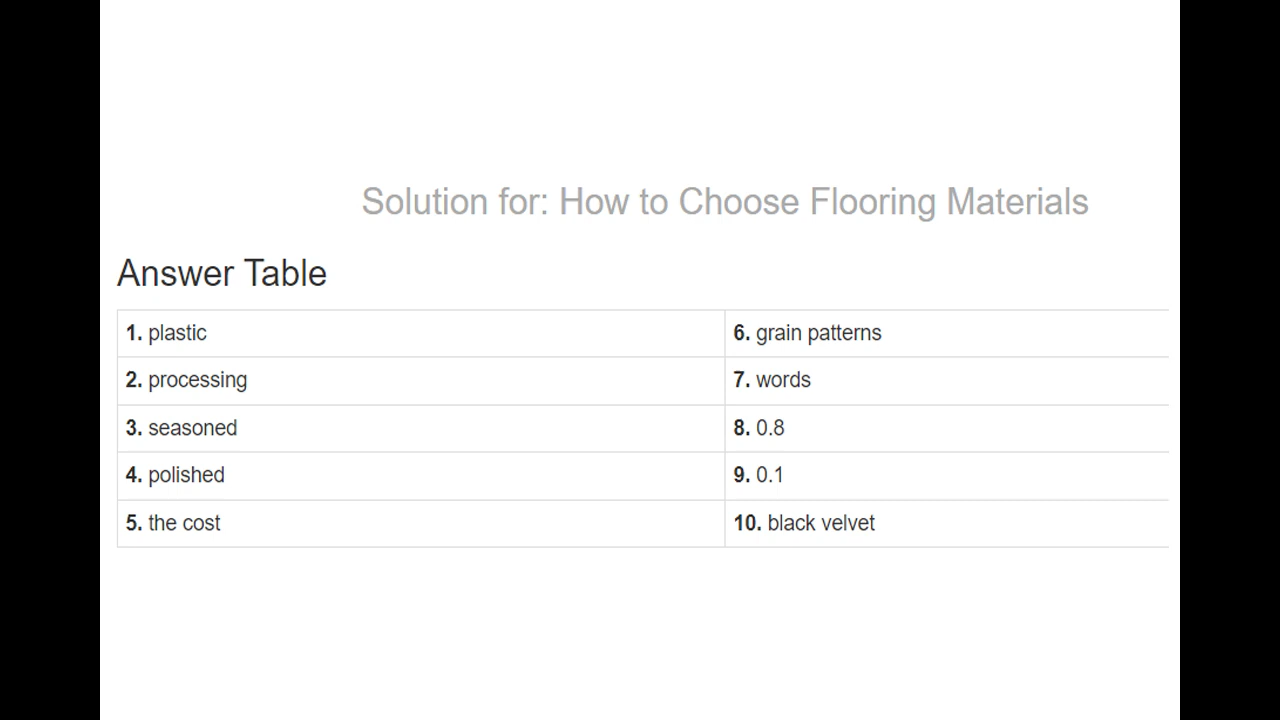 Solution for: How to Choose Flooring Materials
Answer Table
1. plastic
6. grain patterns
2. processing
7. words
3. seasoned
8. 0.8
4. polished
9. 0.1
5. the cost
10. black velvet